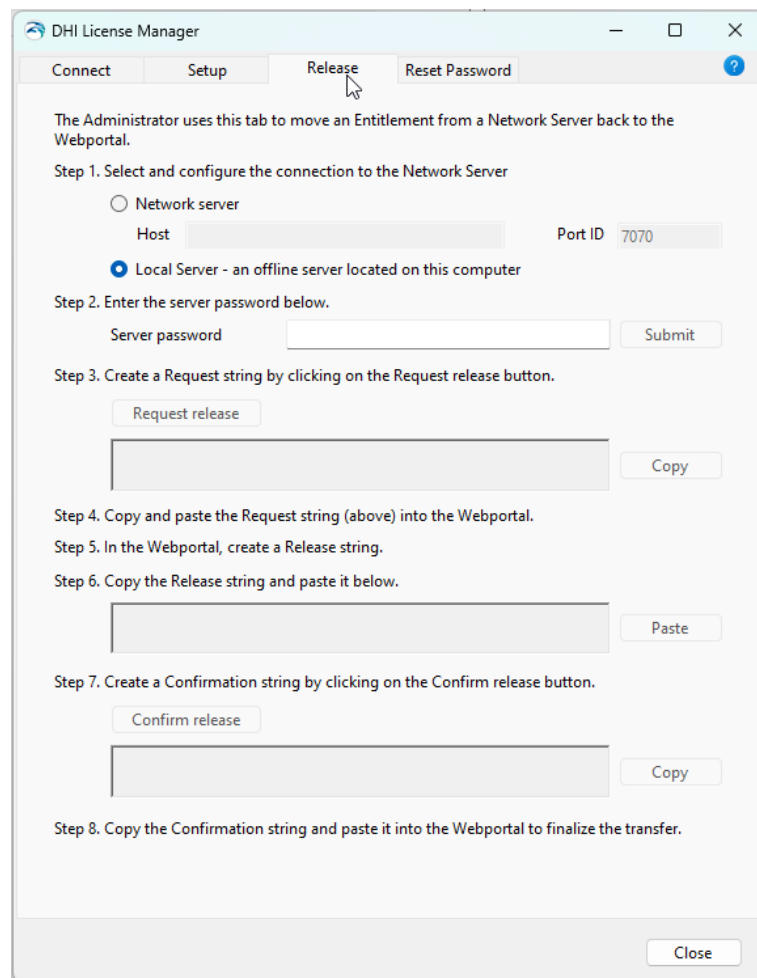 DHI License Manager
Connect Setup Release Reset Password ?
The Administrator uses this tab to move an Entitlement from a Network Server back to the
Webportal.
Step 1. Select and configure the connection to the Network Server
Network server
Host Port ID 7070
Local Server - an offline server located on this computer
Step 2. Enter the server password below.
Server password Submit
Step 3. Create a Request string by clicking on the Request release button.
Request release
Copy
Step 4. Copy and paste the Request string (above) into the Webportal.
Step 5. In the Webportal, create a Release string.
Step 6. Copy the Release string and paste it below.
Paste
Step 7. Create a Confirmation string by clicking on the Confirm release button.
Confirm release
Copy
Step 8. Copy the Confirmation string and paste it into the Webportal to finalize the transfer.
Close